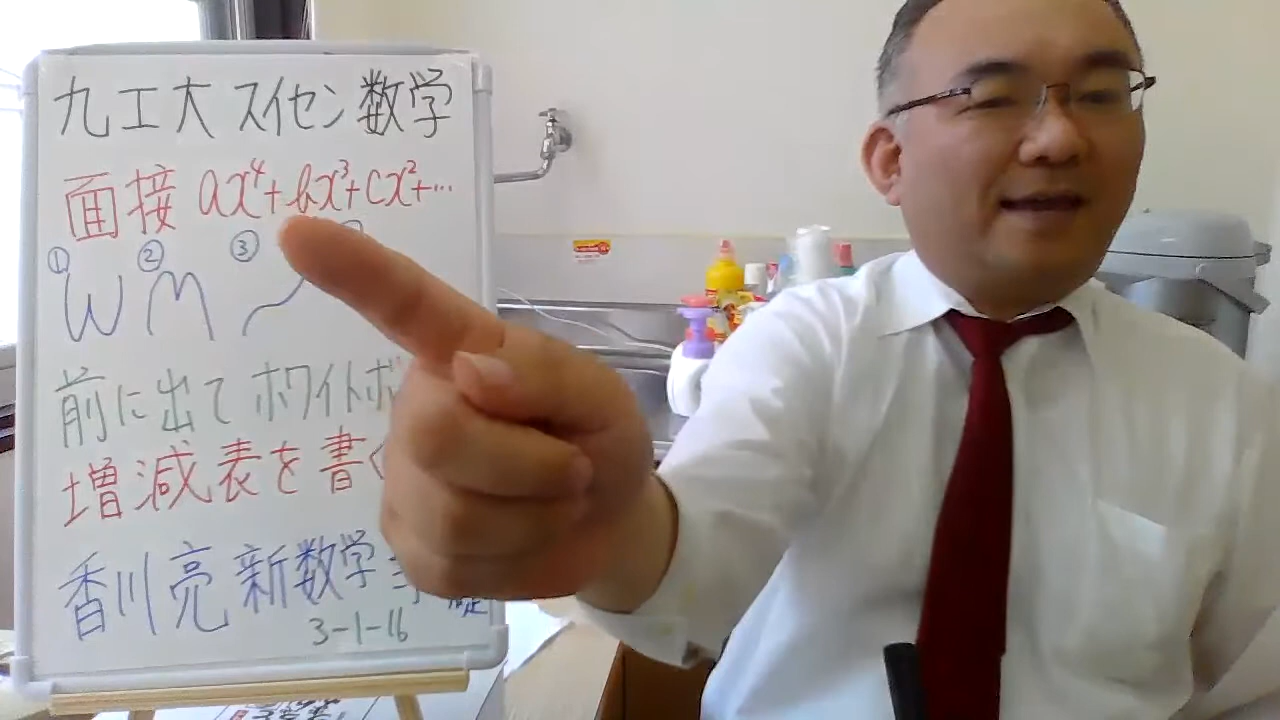 九工大 スイセン 数学
面接 ax⁴+bx³+cx²+…
① ② ③
前に出て ホワイトボ
増減表を書く
香川亮 新数学
3-1-16